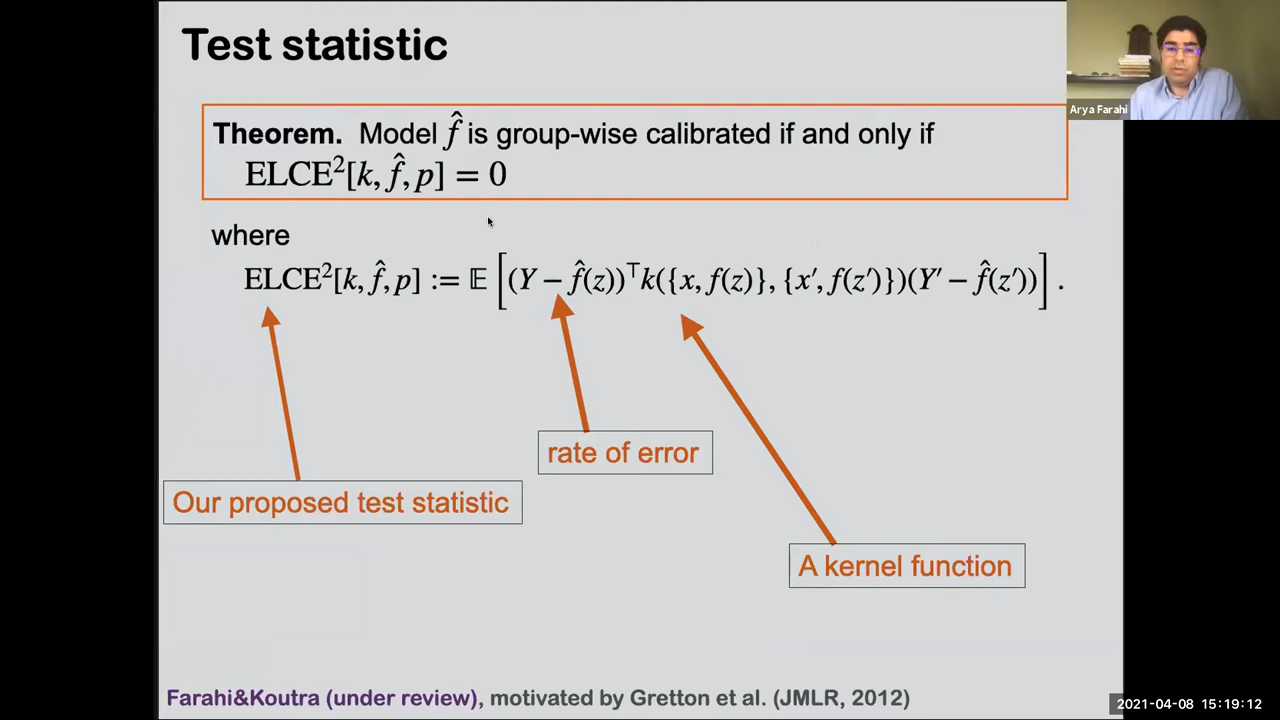 Test statistic
Arya Farahi
Theorem. Model f̂ is group-wise calibrated if and only if
ELCE²[k, f̂, p] = 0
where
ELCE²[k, f̂, p] := 𝔼 [(Y − f̂(z))⊤k({x, f(z)}, {x′, f(z′)})(Y′ − f̂(z′))] .
rate of error
Our proposed test statistic
A kernel function
Farahi&Koutra (under review), motivated by Gretton et al. (JMLR, 2012)
2021-04-08 15:19:12